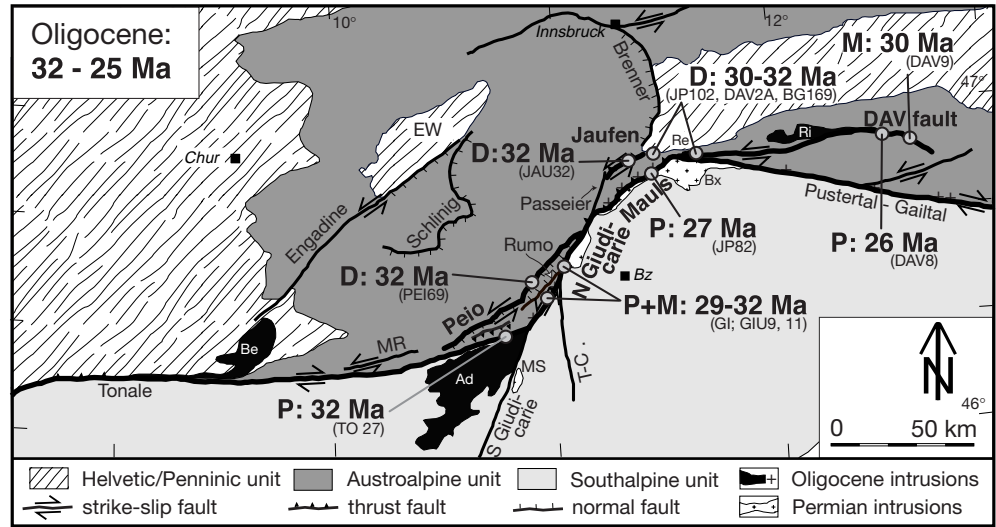 Oligocene:
32 - 25 Ma
10°
12°
47°
46°
Innsbruck
Brenner
M: 30 Ma
(DAV9)
D: 30-32 Ma
(JP102, DAV2A, BG169)
DAV fault
Ri
Re
EW
Jaufen
Chur
D: 32 Ma
(JAU32)
Bx
Passeier
Mauls
Pustertal - Gailtal
Engadine
Schlinig
P: 27 Ma
(JP82)
P: 26 Ma
(DAV8)
Rumo
N Giudi-
carie
Bz
D: 32 Ma
(PEI69)
P+M: 29-32 Ma
(GI; GIU9, 11)
Peio
Be
MR
Ad
MS
T.-C.
Tonale
P: 32 Ma
(TO 27)
S Giudi-
carie
N
0 50 km
Helvetic/Penninic unit
Austroalpine unit
Southalpine unit
Oligocene intrusions
strike-slip fault
thrust fault
normal fault
Permian intrusions